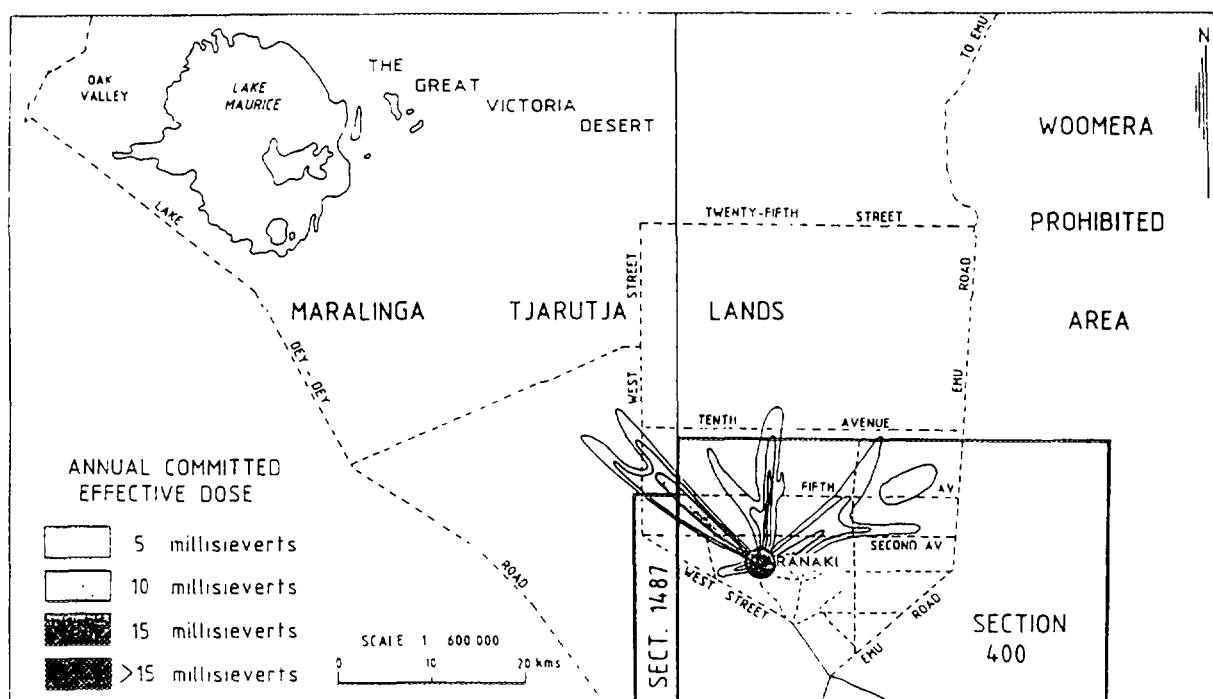 OAK
VALLEY
LAKE
MAURICE
THE
GREAT
VICTORIA
DESERT
TO EMU
N
WOOMERA
PROHIBITED
AREA
TWENTY-FIFTH STREET
WEST STREET
ROAD
EMU
LAKE
DEY-DEY
ROAD
MARALINGA TJARUTJA LANDS
TENTH AVENUE
FIFTH AV
SECOND AV
RANAKI
WEST STREET
ROAD
EMU
SECT. 1487
SECTION
400
ANNUAL COMMITTED
EFFECTIVE DOSE
5 millisieverts
10 millisieverts
15 millisieverts
>15 millisieverts
SCALE 1 600 000
0 10 20 kms